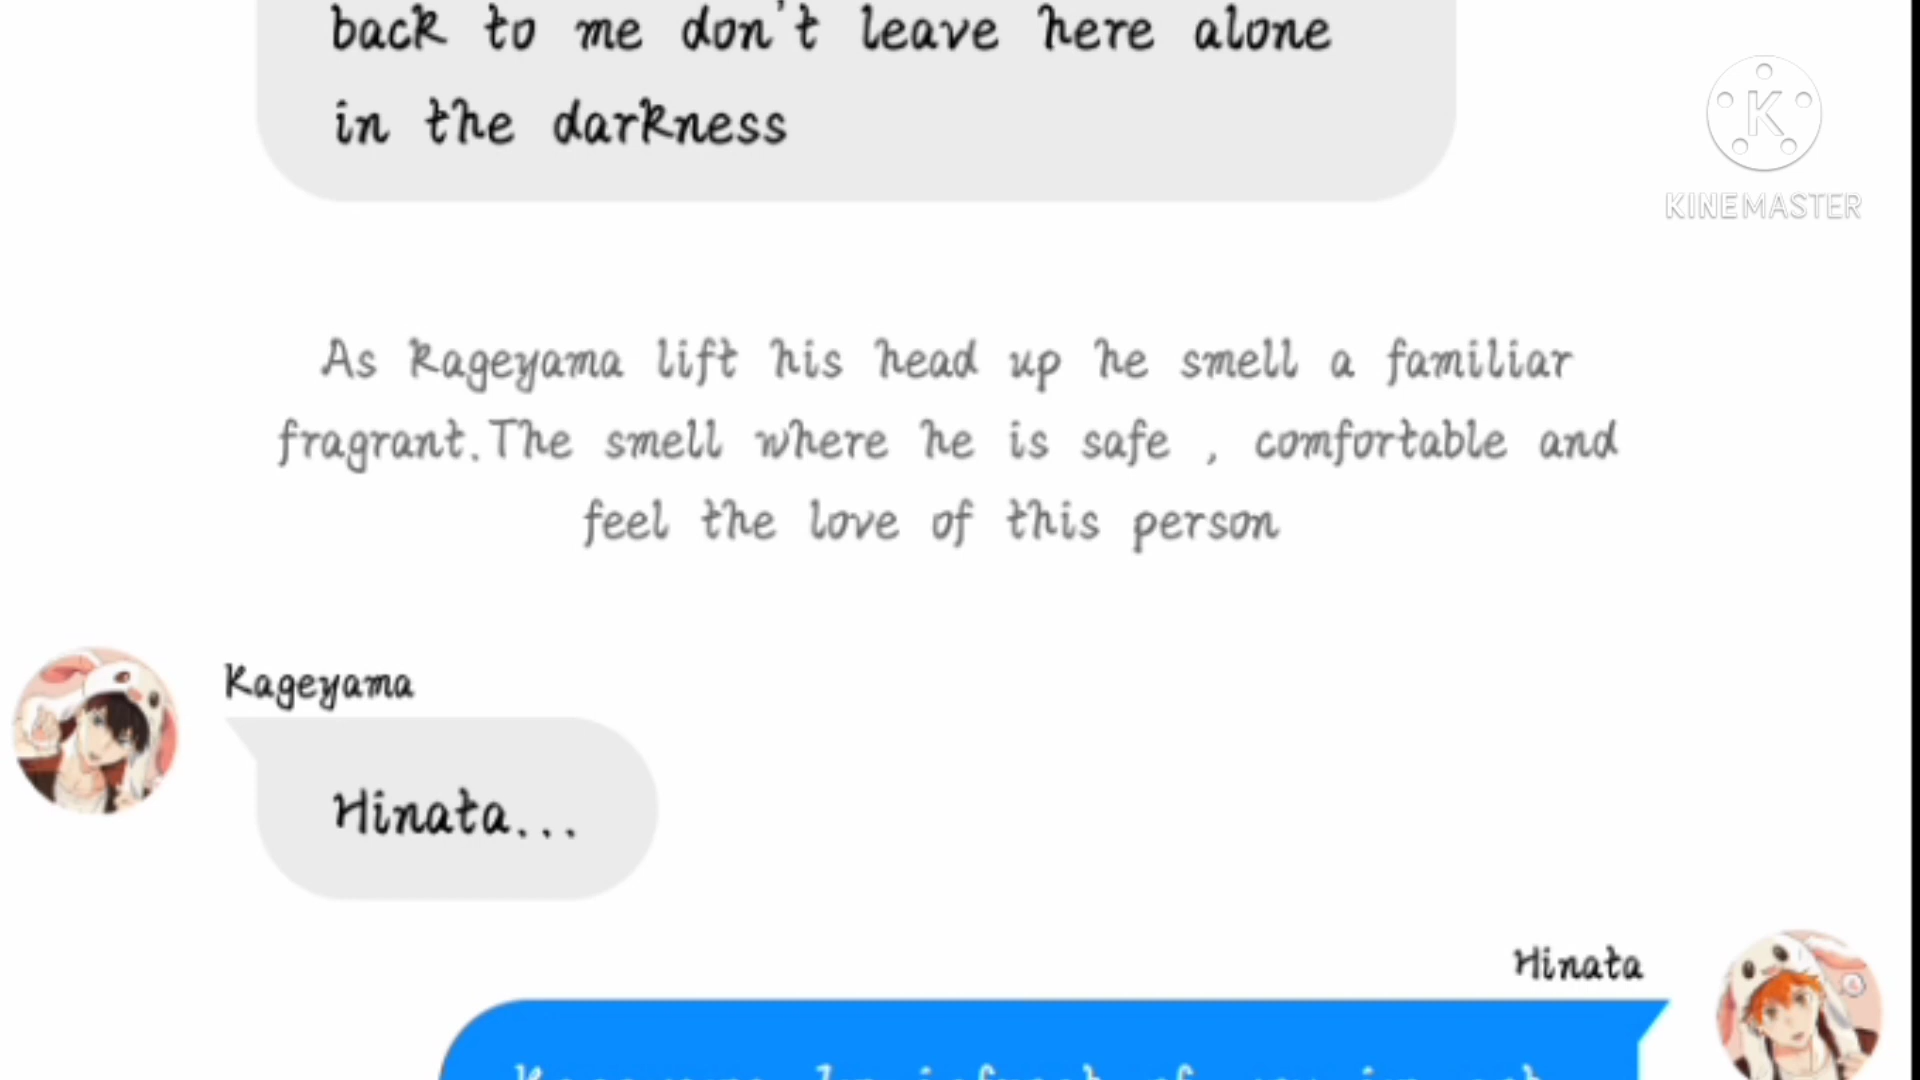 back to me don't leave here alone
in the darkness
K
KINEMASTER
As Kageyama lift his head up he smell a familiar
fragrant.The smell where he is safe , comfortable and
feel the love of this person
Kageyama
Hinata...
Hinata